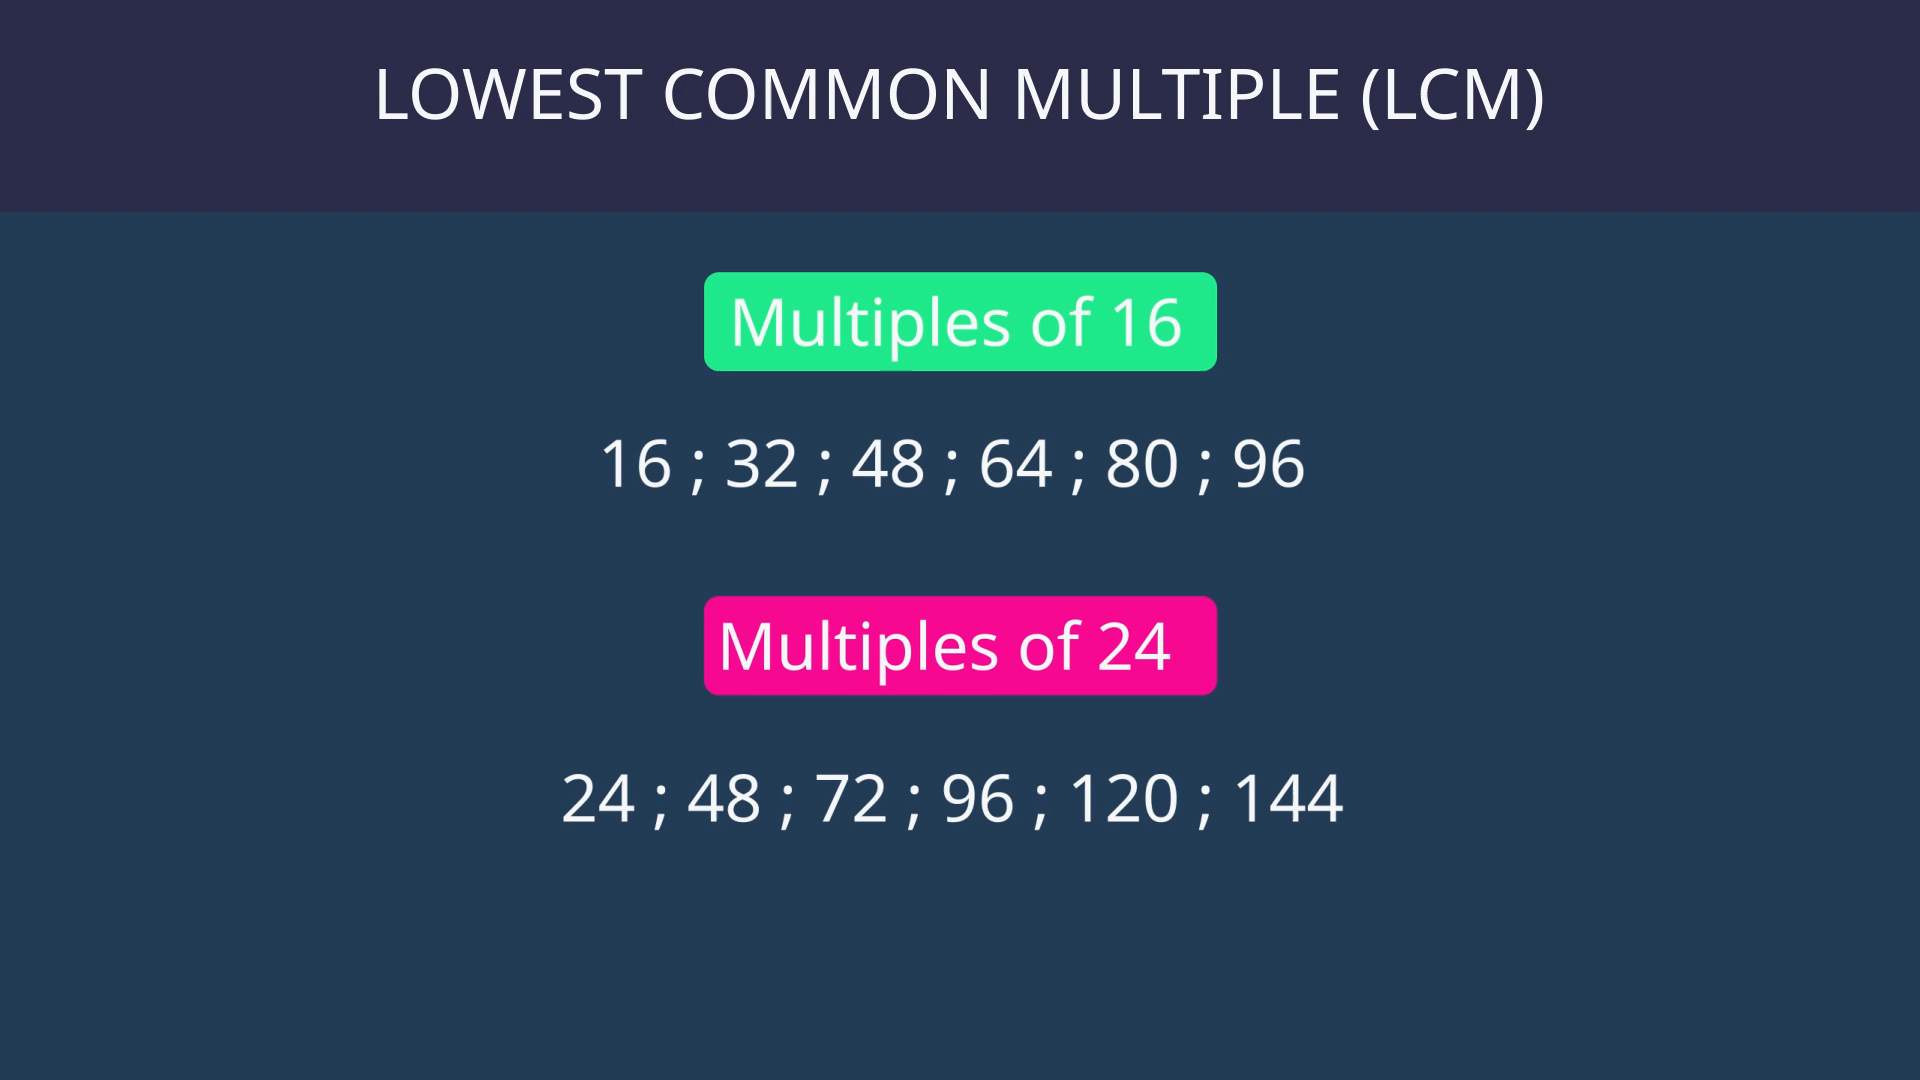 LOWEST COMMON MULTIPLE (LCM)
Multiples of 16
16 ; 32 ; 48 ; 64 ; 80 ; 96
Multiples of 24
24 ; 48 ; 72 ; 96 ; 120 ; 144